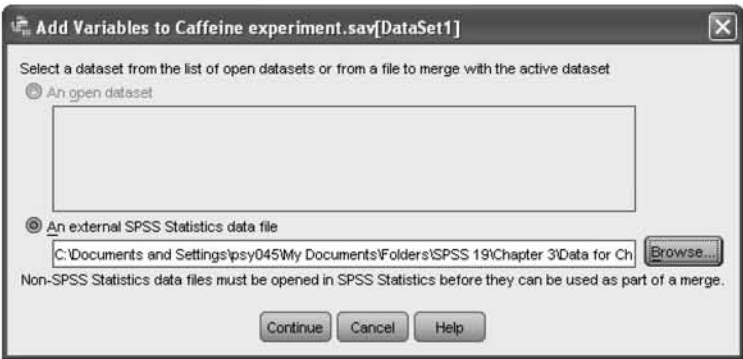 Add Variables to Caffeine experiment.sav[DataSet1]
Select a dataset from the list of open datasets or from a file to merge with the active dataset
An open dataset
An external SPSS Statistics data file
C:\Documents and Settings\psy045\My Documents\Folders\SPSS 19\Chapter 3\Data for Ch
Browse...
Non-SPSS Statistics data files must be opened in SPSS Statistics before they can be used as part of a merge.
Continue
Cancel
Help